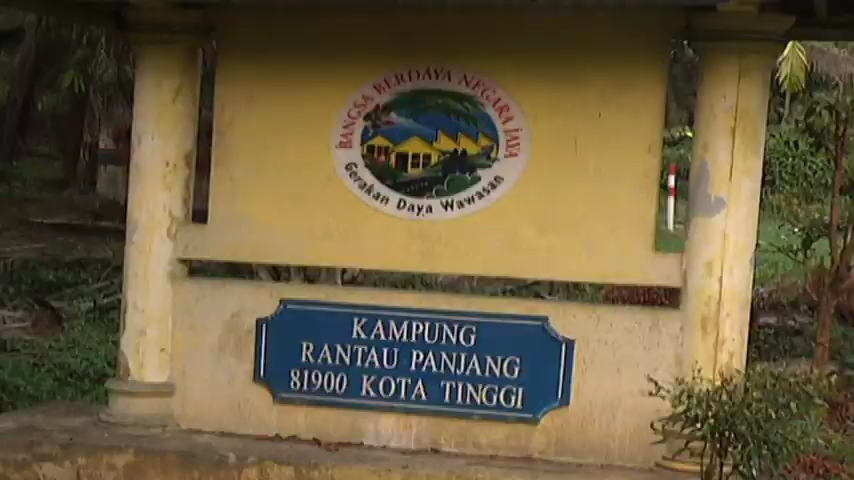 BANGSA BERDAYA NEGARA JAYA
Gerakan Daya Wawasan
KAMPUNG
RANTAU PANJANG
81900 KOTA TINGGI